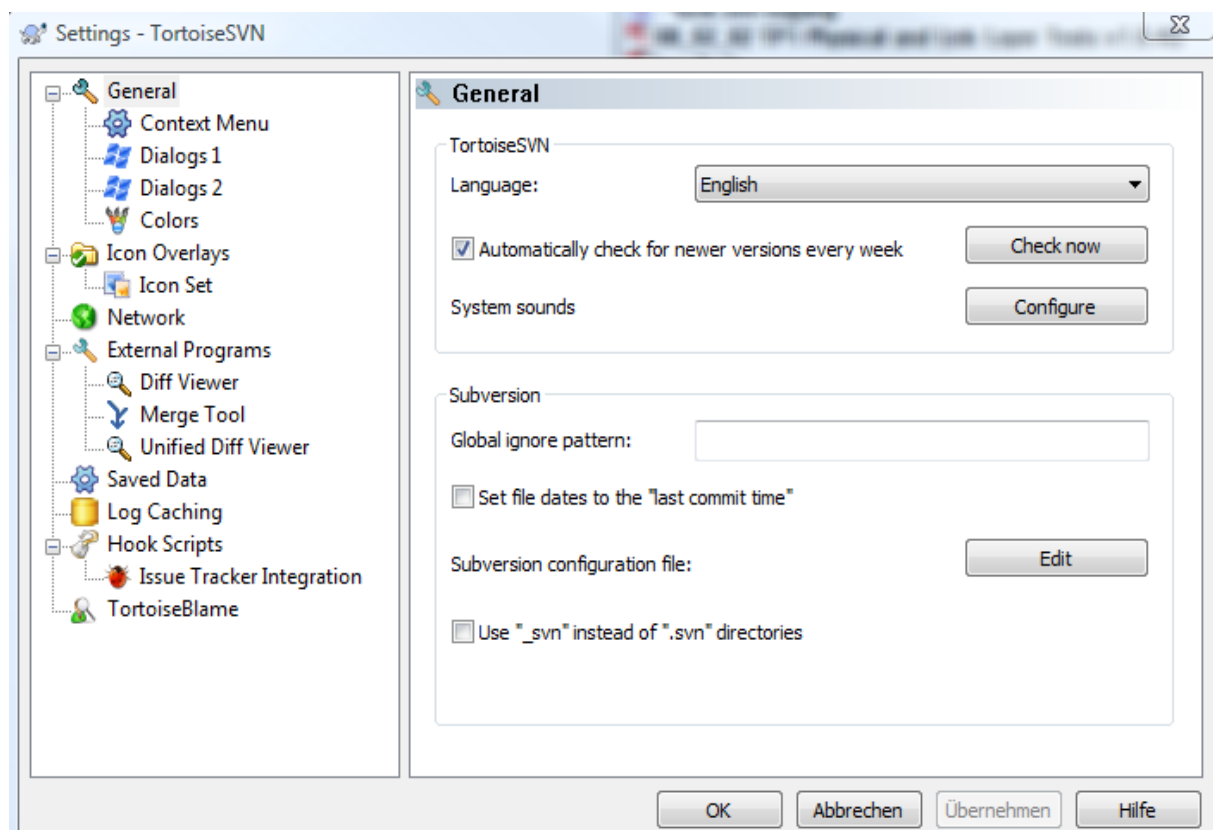 Settings - TortoiseSVN
General
Context Menu
Dialogs 1
Dialogs 2
Colors
Icon Overlays
Icon Set
Network
External Programs
Diff Viewer
Merge Tool
Unified Diff Viewer
Saved Data
Log Caching
Hook Scripts
Issue Tracker Integration
TortoiseBlame
General
TortoiseSVN
Language: English
Automatically check for newer versions every week Check now
System sounds Configure
Subversion
Global ignore pattern:
Set file dates to the "last commit time"
Subversion configuration file: Edit
Use "_svn" instead of ".svn" directories
OK Abbrechen Übernehmen Hilfe